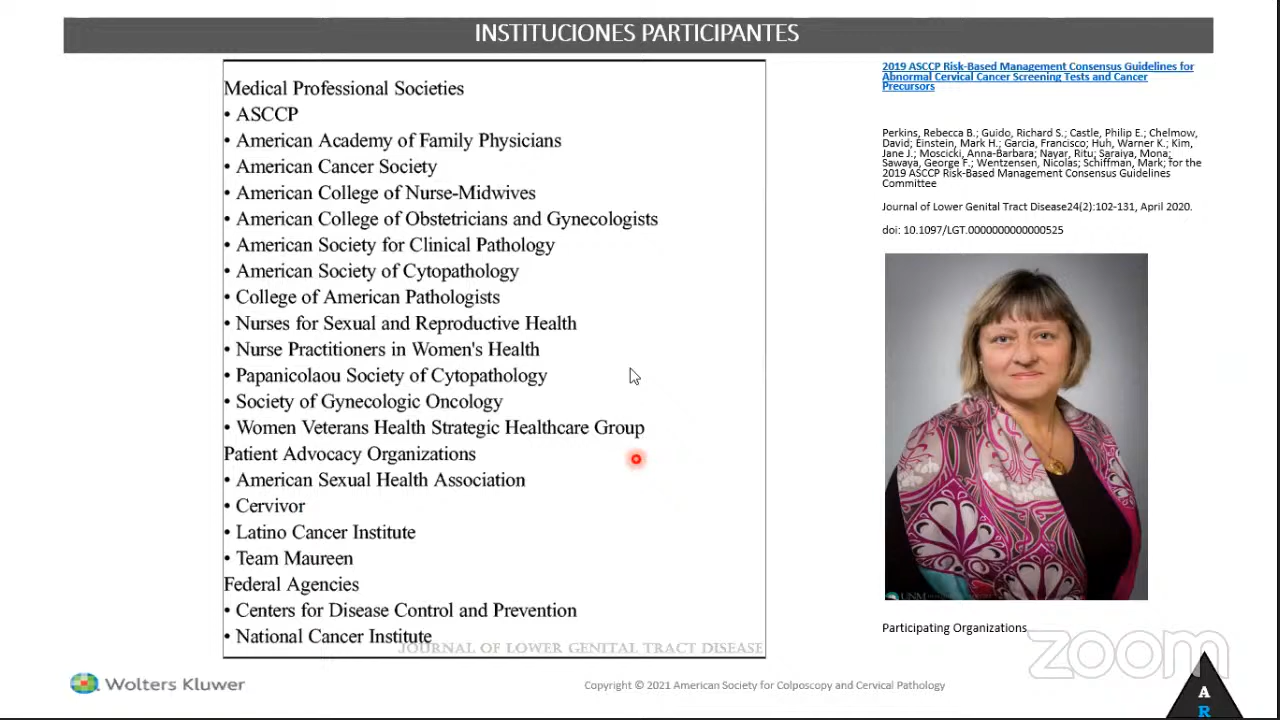 INSTITUCIONES PARTICIPANTES
Medical Professional Societies
• ASCCP
• American Academy of Family Physicians
• American Cancer Society
• American College of Nurse-Midwives
• American College of Obstetricians and Gynecologists
• American Society for Clinical Pathology
• American Society of Cytopathology
• College of American Pathologists
• Nurses for Sexual and Reproductive Health
• Nurse Practitioners in Women's Health
• Papanicolaou Society of Cytopathology
• Society of Gynecologic Oncology
• Women Veterans Health Strategic Healthcare Group
Patient Advocacy Organizations
• American Sexual Health Association
• Cervivor
• Latino Cancer Institute
• Team Maureen
Federal Agencies
• Centers for Disease Control and Prevention
• National Cancer Institute
JOURNAL OF LOWER GENITAL TRACT DISEASE
2019 ASCCP Risk-Based Management Consensus Guidelines for
Abnormal Cervical Cancer Screening Tests and Cancer
Precursors
Perkins, Rebecca B.; Guido, Richard S.; Castle, Philip E.; Chelmow,
David; Einstein, Mark H.; Garcia, Francisco; Huh, Warner K.; Kim,
Jane J.; Moscicki, Anna-Barbara; Nayar, Ritu; Saraiya, Mona;
Sawaya, George F.; Wentzensen, Nicolas; Schiffman, Mark; for the
2019 ASCCP Risk-Based Management Consensus Guidelines
Committee
Journal of Lower Genital Tract Disease24(2):102-131, April 2020.
doi: 10.1097/LGT.0000000000000525
UNM
Participating Organizations
zoom
Wolters Kluwer
Copyright © 2021 American Society for Colposcopy and Cervical Pathology
A
R